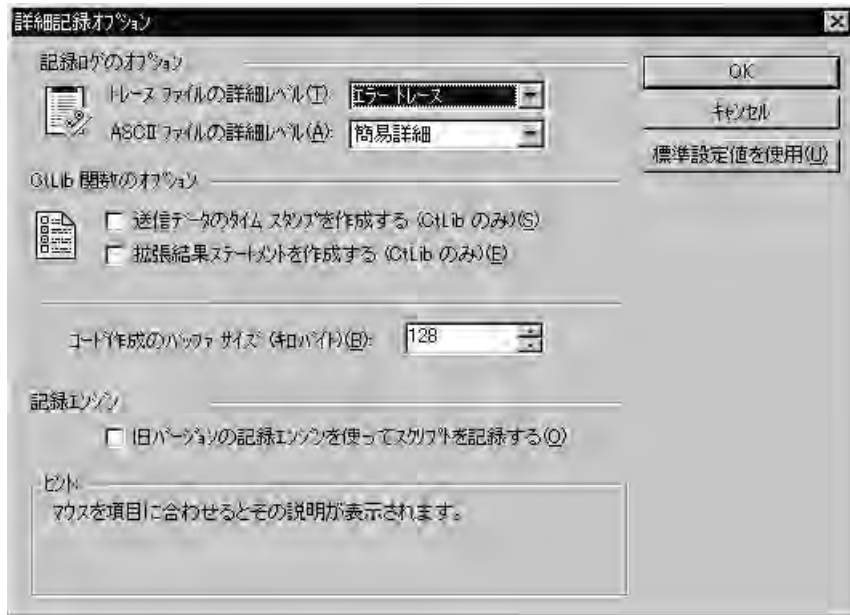 詳細記録オプション
記録ログのオプション
トレース ファイルの詳細レベル(T):
エラー トレース
ASCII ファイルの詳細レベル(A):
簡易詳細
CtLib 関数のオプション
送信データのタイム スタンプを作成する (CtLib のみ)(S)
拡張結果ステートメントを作成する (CtLib のみ)(E)
コード作成のバッファ サイズ (キロバイト)(B):
128
記録エンジン
旧バージョンの記録エンジンを使ってスクリプトを記録する(O)
ヒント:
マウスを項目に合わせるとその説明が表示されます。
OK
キャンセル
標準設定値を使用(U)